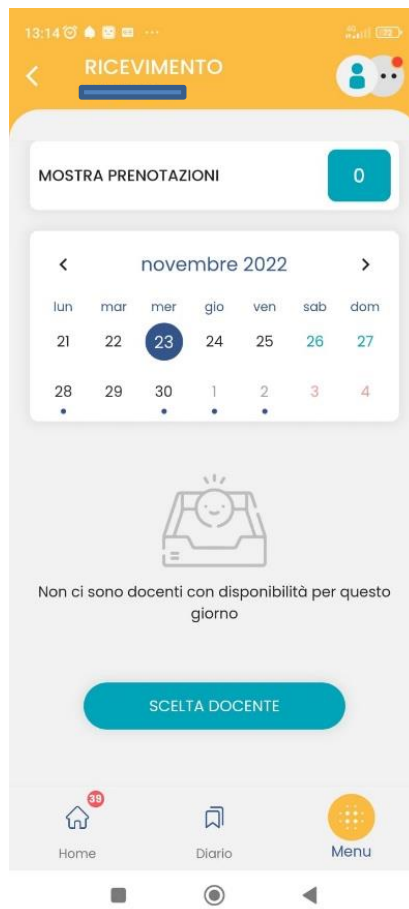 13:14
RICEVIMENTO
MOSTRA PRENOTAZIONI 0
novembre 2022
lun mar mer gio ven sab dom
21 22 23 24 25 26 27
28 29 30 1 2 3 4
Non ci sono docenti con disponibilità per questo
giorno
SCELTA DOCENTE
39
Home Diario Menu